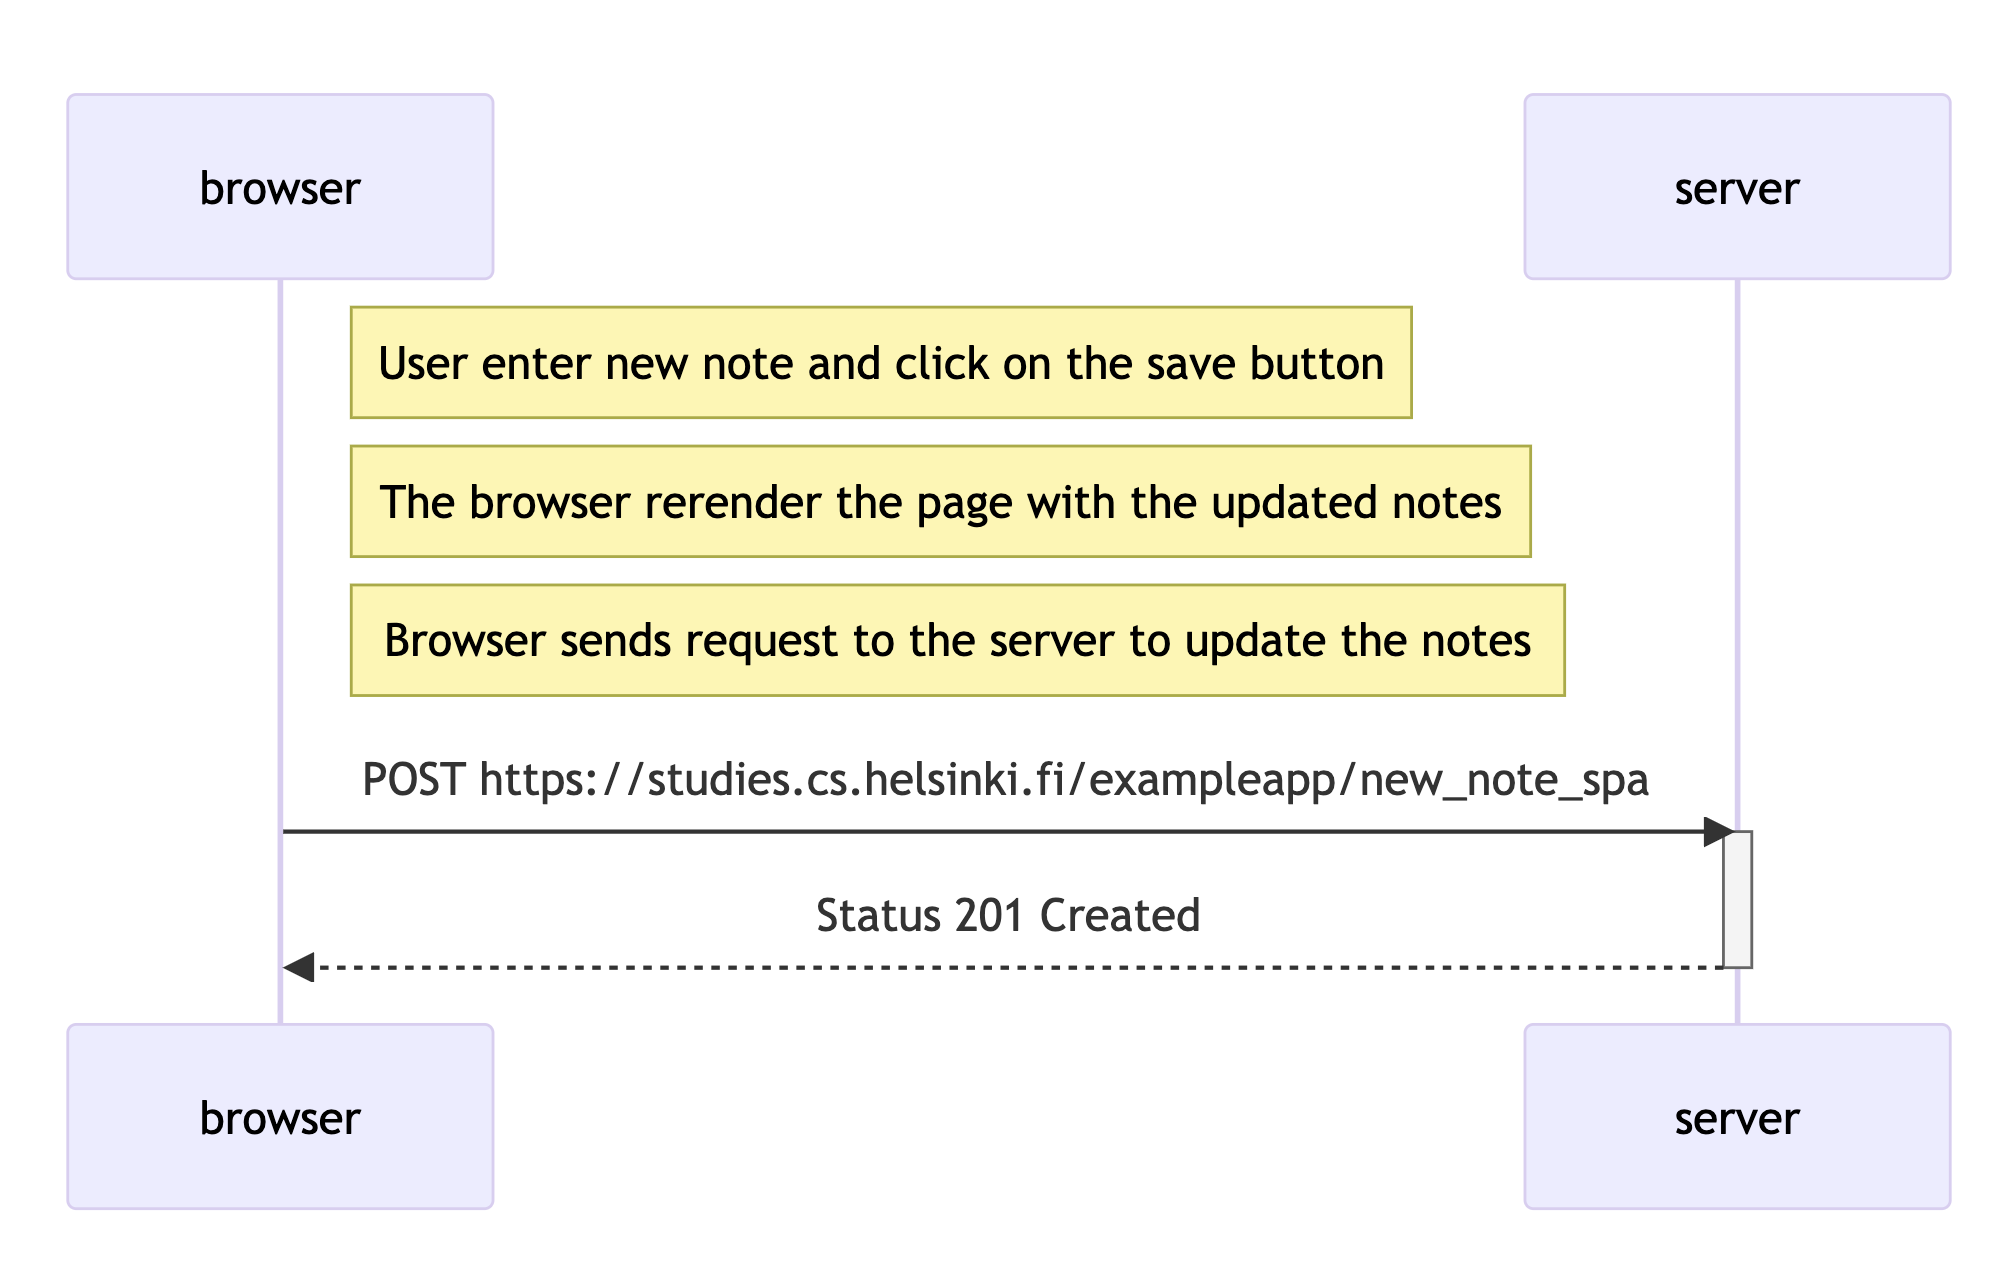 browser
server
User enter new note and click on the save button
The browser rerender the page with the updated notes
Browser sends request to the server to update the notes
POST https://studies.cs.helsinki.fi/exampleapp/new_note_spa
Status 201 Created
browser
server